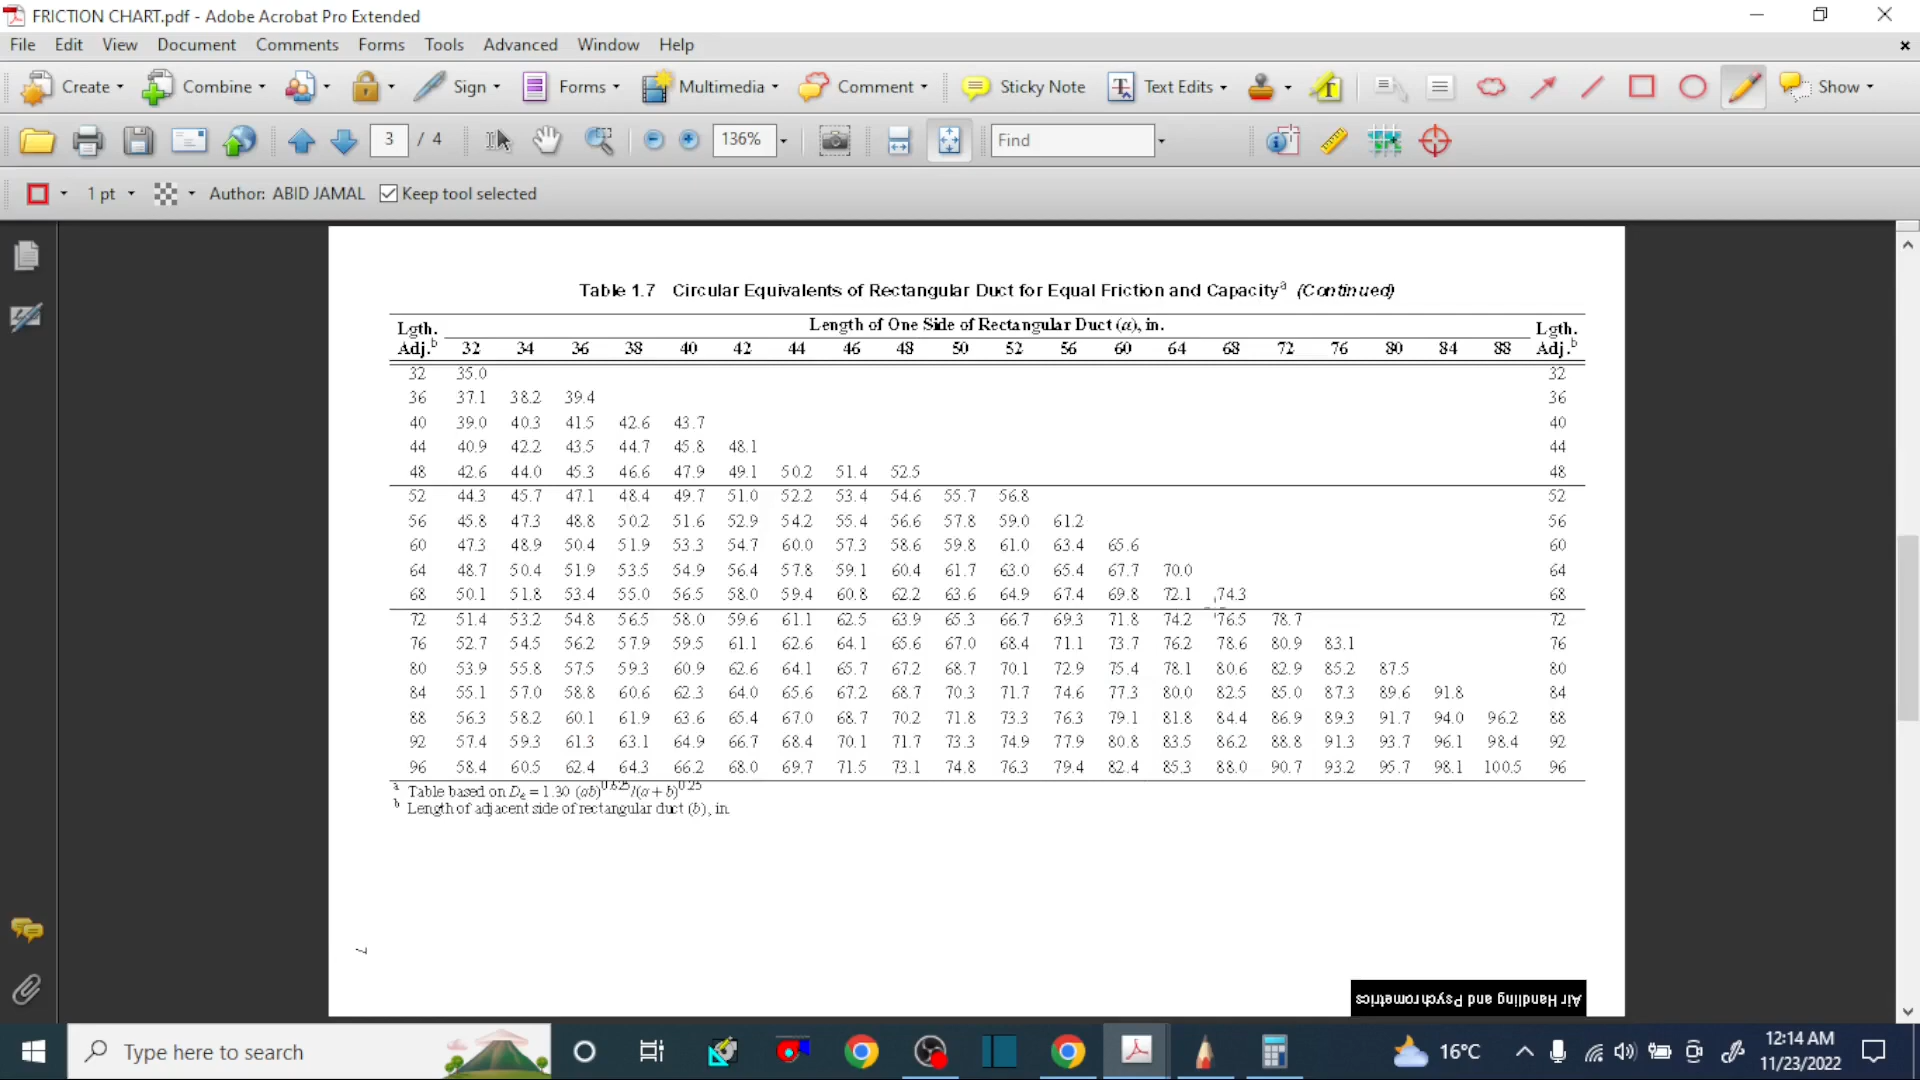 FRICTION CHART.pdf - Adobe Acrobat Pro Extended
File Edit View Document Comments Forms Tools Advanced Window Help
Create Combine Sign Forms Multimedia Comment Sticky Note Text Edits Show
3 / 4 136% Find
1 pt Author: ABID JAMAL Keep tool selected
Table 1.7 Circular Equivalents of Rectangular Duct for Equal Friction and Capacity^a (Continued)
Lgth. Length of One Side of Rectangular Duct (a), in. Lgth.
Adj.^b 32 34 36 38 40 42 44 46 48 50 52 56 60 64 68 72 76 80 84 88 Adj.^b
32 35.0 32
36 37.1 38.2 39.4 36
40 39.0 40.3 41.5 42.6 43.7 40
44 40.9 42.2 43.5 44.7 45.8 48.1 44
48 42.6 44.0 45.3 46.6 47.9 49.1 50.2 51.4 52.5 48
52 44.3 45.7 47.1 48.4 49.7 51.0 52.2 53.4 54.6 55.7 56.8 52
56 45.8 47.3 48.8 50.2 51.6 52.9 54.2 55.4 56.6 57.8 59.0 61.2 56
60 47.3 48.9 50.4 51.9 53.3 54.7 60.0 57.3 58.6 59.8 61.0 63.4 65.6 60
64 48.7 50.4 51.9 53.5 54.9 56.4 57.8 59.1 60.4 61.7 63.0 65.4 67.7 70.0 64
68 50.1 51.8 53.4 55.0 56.5 58.0 59.4 60.8 62.2 63.6 64.9 67.4 69.8 72.1 74.3 68
72 51.4 53.2 54.8 56.5 58.0 59.6 61.1 62.5 63.9 65.3 66.7 69.3 71.8 74.2 76.5 78.7 72
76 52.7 54.5 56.2 57.9 59.5 61.1 62.6 64.1 65.6 67.0 68.4 71.1 73.7 76.2 78.6 80.9 83.1 76
80 53.9 55.8 57.5 59.3 60.9 62.6 64.1 65.7 67.2 68.7 70.1 72.9 75.4 78.1 80.6 82.9 85.2 87.5 80
84 55.1 57.0 58.8 60.6 62.3 64.0 65.6 67.2 68.7 70.3 71.7 74.6 77.3 80.0 82.5 85.0 87.3 89.6 91.8 84
88 56.3 58.2 60.1 61.9 63.6 65.4 67.0 68.7 70.2 71.8 73.3 76.3 79.1 81.8 84.4 86.9 89.3 91.7 94.0 96.2 88
92 57.4 59.3 61.3 63.1 64.9 66.7 68.4 70.1 71.7 73.3 74.9 77.9 80.8 83.5 86.2 88.8 91.3 93.7 96.1 98.4 92
96 58.4 60.5 62.4 64.3 66.2 68.0 69.7 71.5 73.1 74.8 76.3 79.4 82.4 85.3 88.0 90.7 93.2 95.7 98.1 100.5 96
^a Table based on D_e = 1.30 (ab)^0.625/(a + b)^0.25
^b Length of adjacent side of rectangular duct (b), in.
7
Air Handling and Psychrometrics
Type here to search 16°C 12:14 AM
11/23/2022